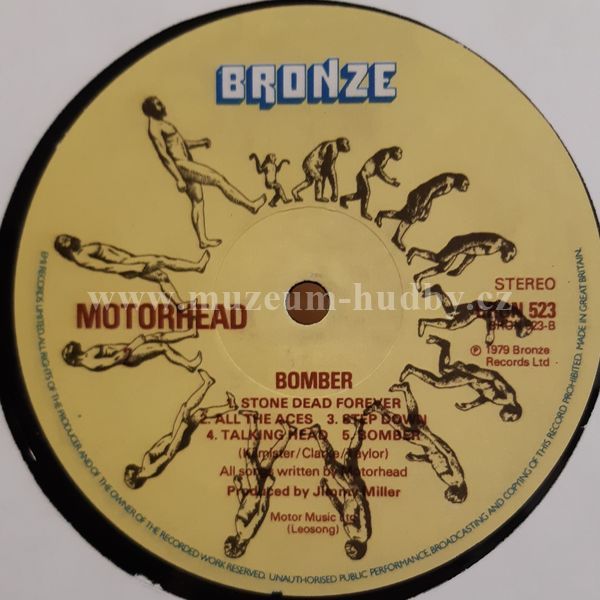 BRONZE
MOTORHEAD
STEREO
BRON 523
BRON 523-B
℗ 1979 Bronze
Records Ltd
BOMBER
1. STONE DEAD FOREVER
2. ALL THE ACES 3. STEP DOWN
4. TALKING HEAD 5. BOMBER
(Kilmister/Clarke/Taylor)
All songs written by Motorhead
Produced by Jimmy Miller
Motor Music Ltd
(Leosong)
EMI RECORDS LIMITED. ALL RIGHTS OF THE PRODUCER AND OF THE OWNER OF THE RECORDED WORK RESERVED. UNAUTHORISED PUBLIC PERFORMANCE, BROADCASTING AND COPYING OF THIS RECORD PROHIBITED. MADE IN GREAT BRITAIN.
www.muzeum-hudby.cz